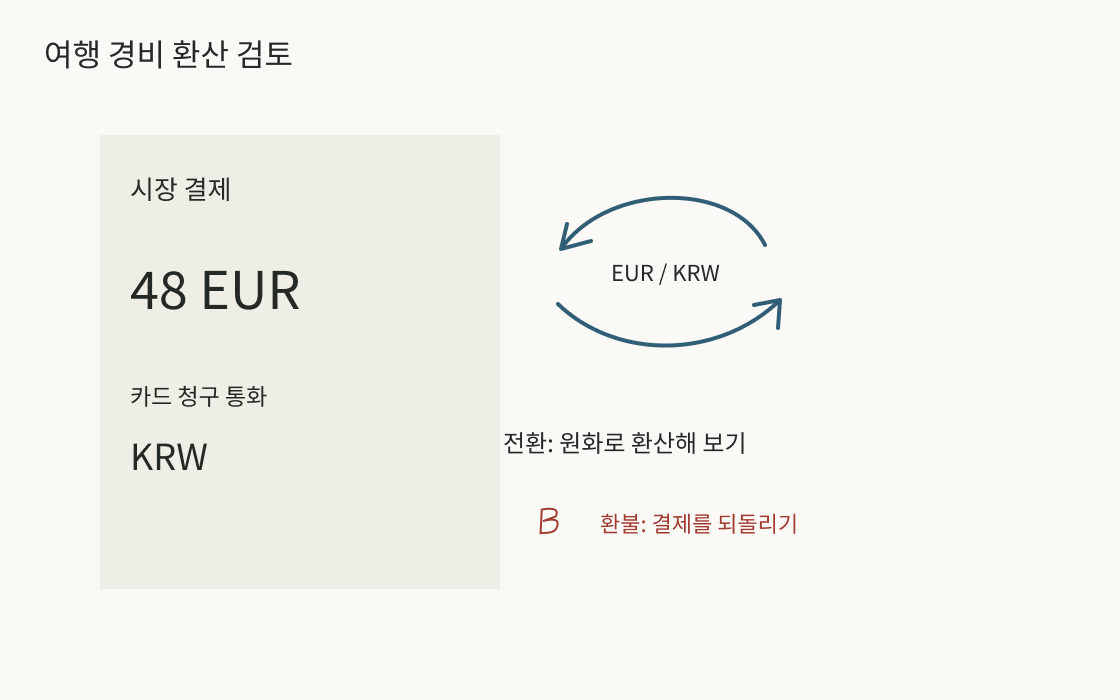 여행 경비 환산 검토
시장 결제
48 EUR
카드 청구 통화
KRW
EUR / KRW
전환: 원화로 환산해 보기
B 환불: 결제를 되돌리기